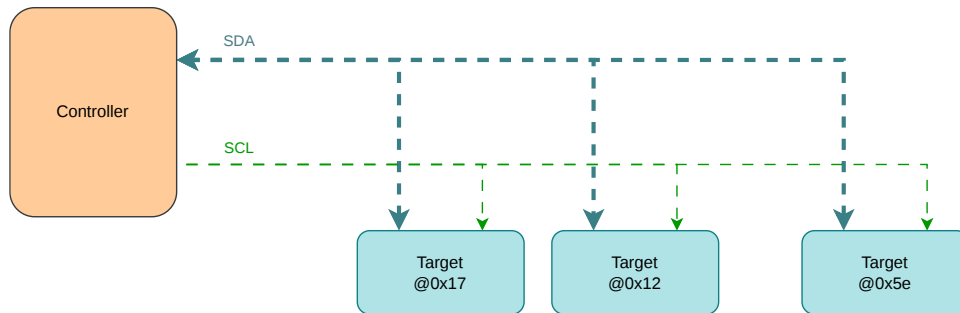 SDA
Controller
SCL
Target
@0x17
Target
@0x12
Target
@0x5e